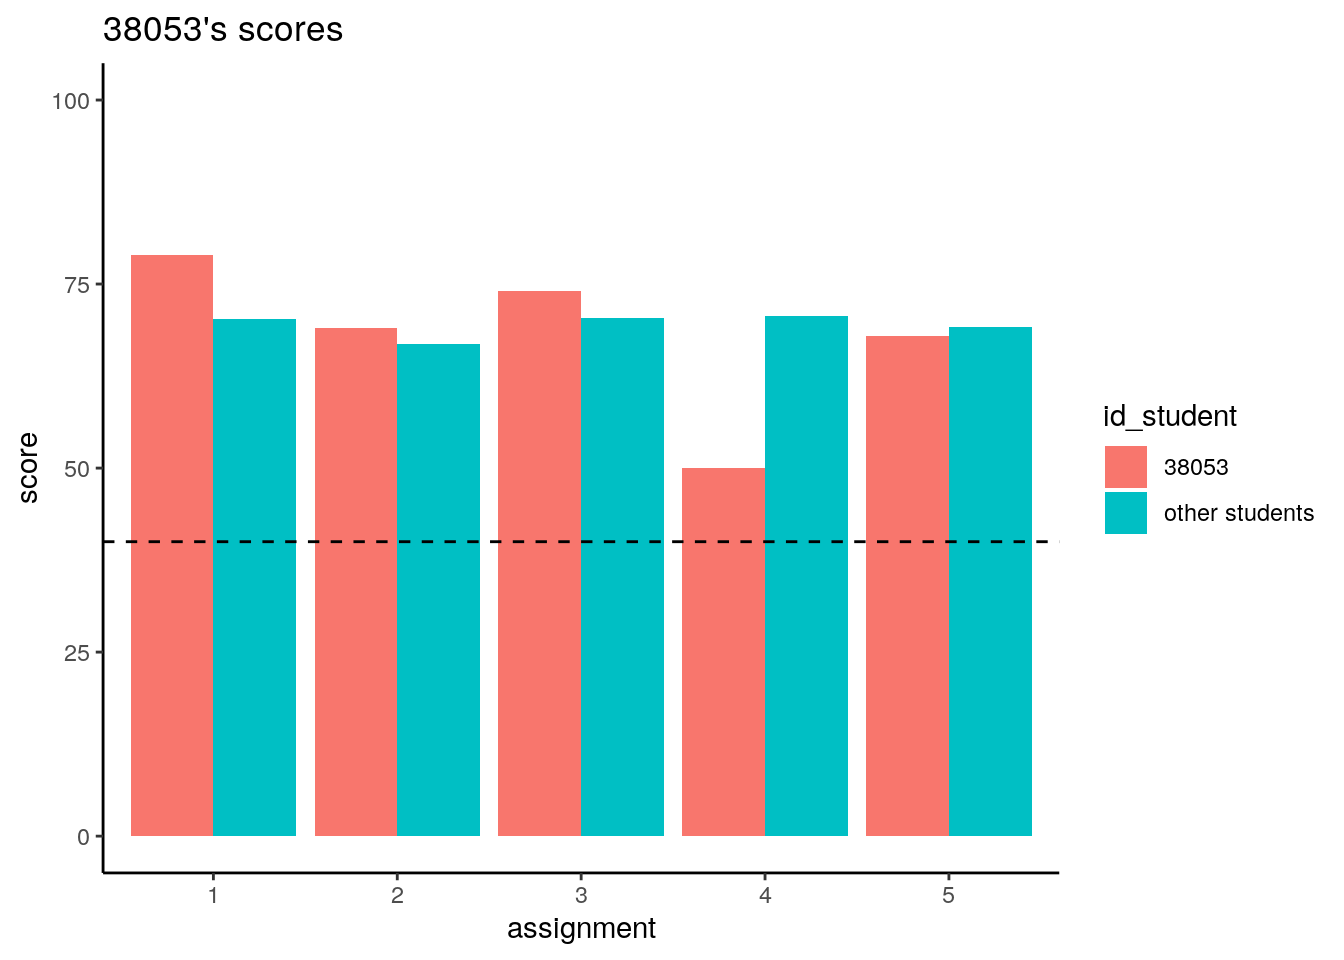 38053's scores
100
75
50
25
0
score
1 2 3 4 5
assignment
id_student
38053
other students